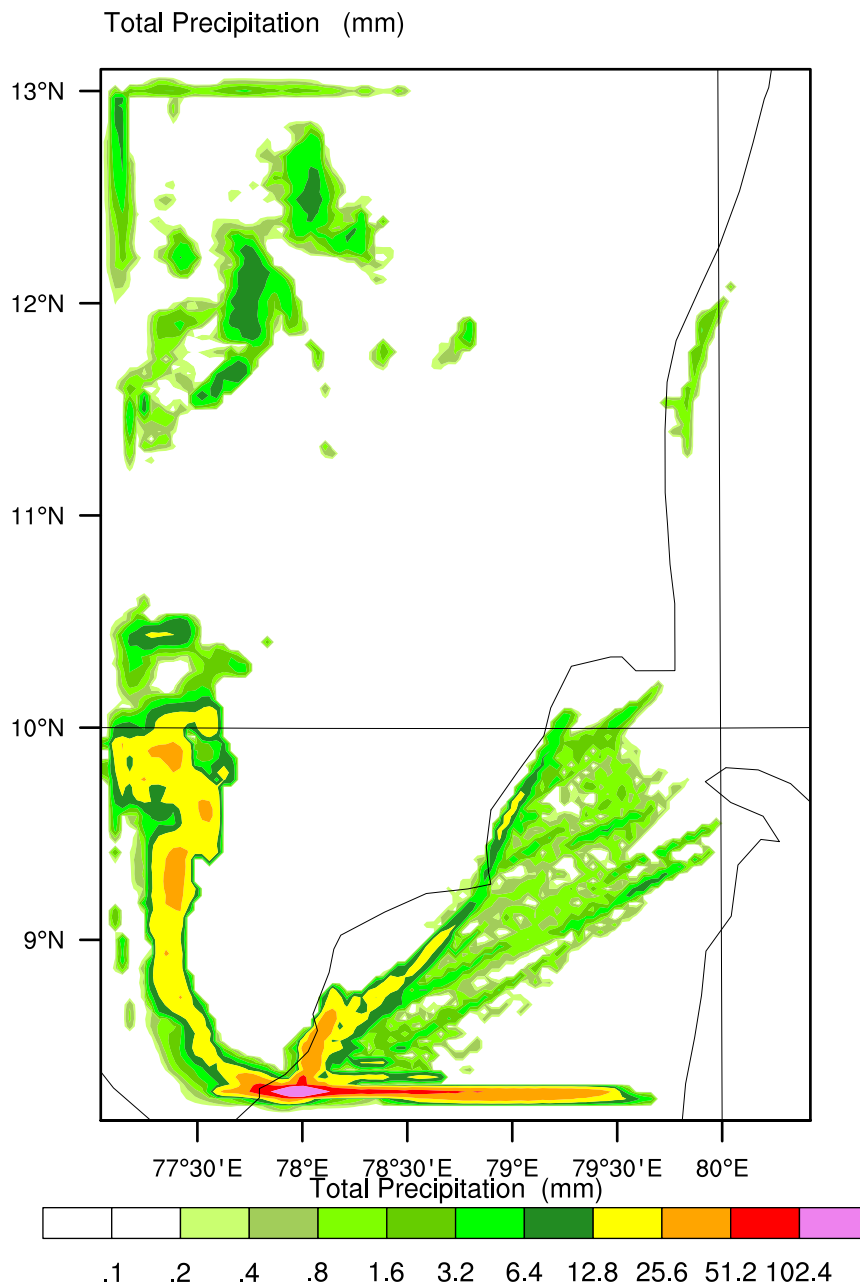 Total Precipitation (mm)
13°N
12°N
11°N
10°N
9°N
77°30'E 78°E 78°30'E 79°E 79°30'E 80°E
Total Precipitation (mm)
.1 .2 .4 .8 1.6 3.2 6.4 12.8 25.6 51.2 102.4